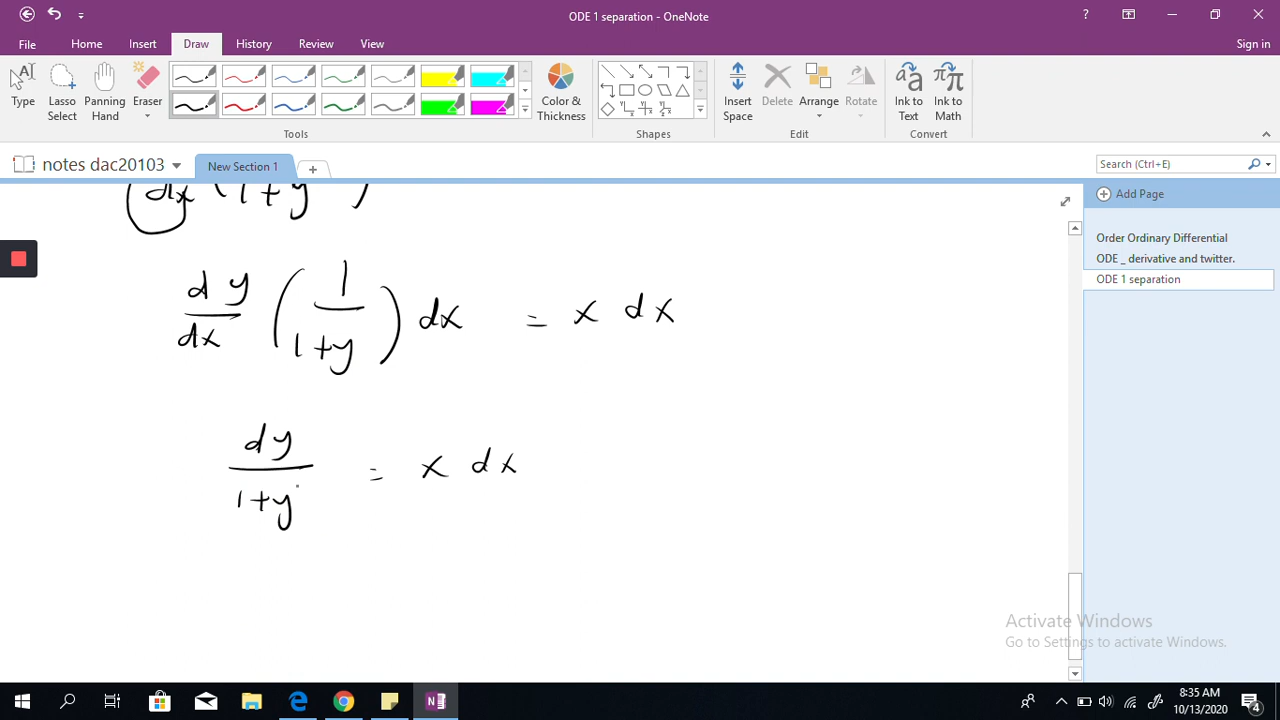 ODE 1 separation - OneNote
?
File Home Insert Draw History Review View Sign in
Type
Lasso Select
Panning Hand
Eraser
Color & Thickness
Insert Space
Delete
Arrange
Rotate
Ink to Text
Ink to Math
Tools Shapes Edit Convert
notes dac20103 New Section 1 Search (Ctrl+E)
Add Page
Order Ordinary Differential
ODE _ derivative and twitter.
ODE 1 separation
dx (1+y
dy/dx (1/(1+y)) dx = x dx
dy/(1+y) = x dx
Activate Windows
Go to Settings to activate Windows.
8:35 AM
10/13/2020
4